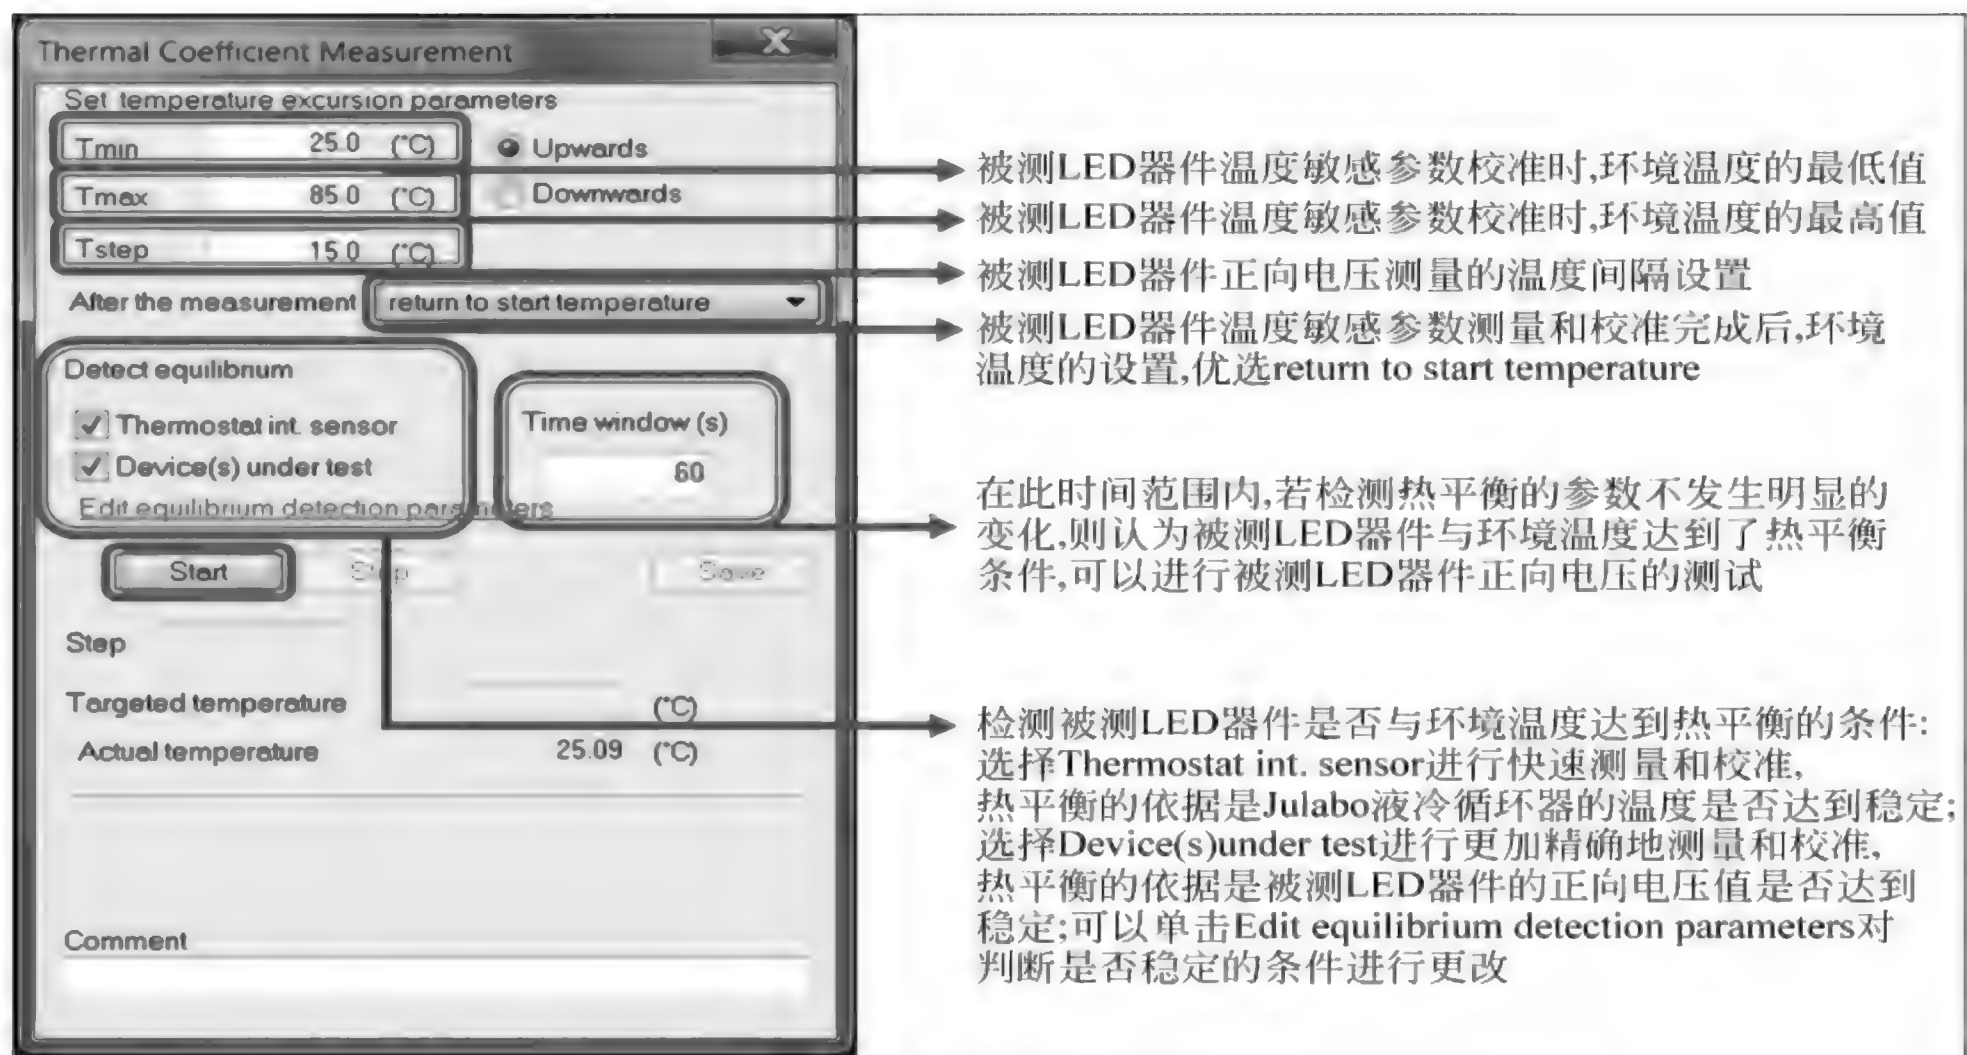 Thermal Coefficient Measurement
Set temperature excursion parameters
Tmin 25.0 (°C)
Upwards
Tmax 85.0 (°C)
Downwards
Tstep 15.0 (°C)
After the measurement return to start temperature
Detect equilibrium
Thermostat int. sensor
Device(s) under test
Edit equilibrium detection parameters
Time window (s)
60
Start
Stop
Save
Step
Targeted temperature (°C)
Actual temperature 25.09 (°C)
Comment
被测LED器件温度敏感参数校准时,环境温度的最低值
被测LED器件温度敏感参数校准时,环境温度的最高值
被测LED器件正向电压测量的温度间隔设置
被测LED器件温度敏感参数测量和校准完成后,环境
温度的设置,优选return to start temperature
在此时间范围内,若检测热平衡的参数不发生明显的
变化,则认为被测LED器件与环境温度达到了热平衡
条件,可以进行被测LED器件正向电压的测试
检测被测LED器件是否与环境温度达到热平衡的条件:
选择Thermostat int. sensor进行快速测量和校准,
热平衡的依据是Julabo液冷循环器的温度是否达到稳定;
选择Device(s)under test进行更加精确地测量和校准,
热平衡的依据是被测LED器件的正向电压值是否达到
稳定;可以单击Edit equilibrium detection parameters对
判断是否稳定的条件进行更改